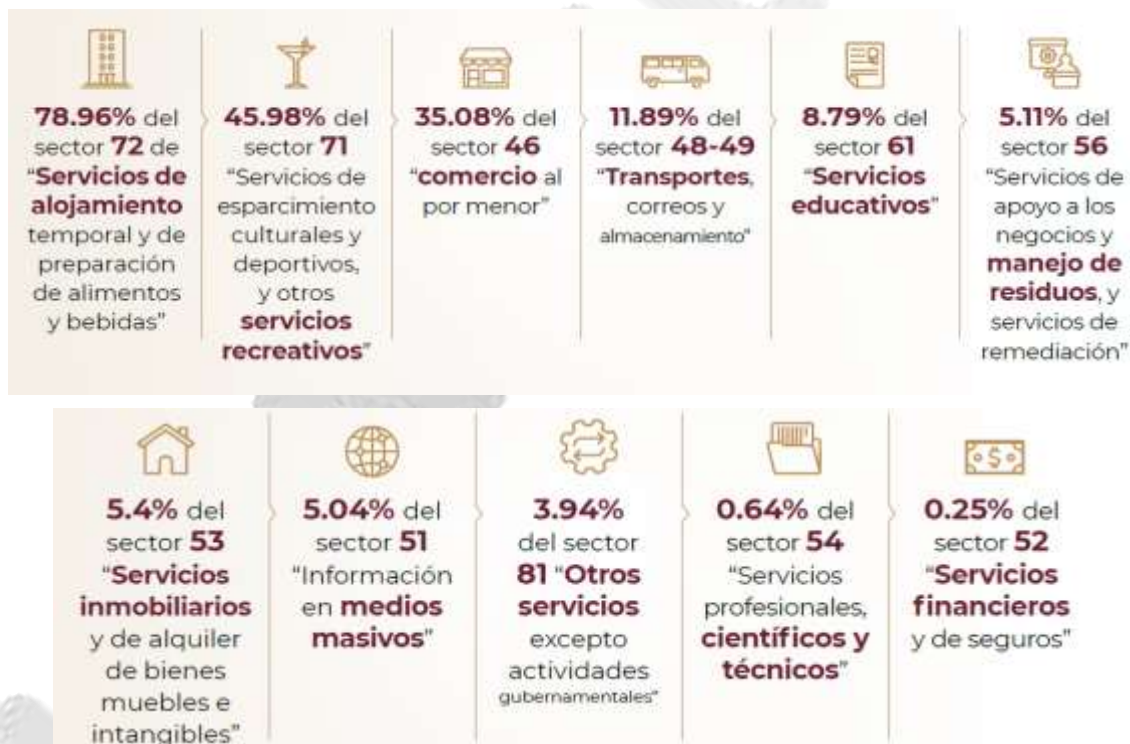 78.96% del
sector 72 de
“Servicios de
alojamiento
temporal y de
preparación
de alimentos
y bebidas”
45.98% del
sector 71
“Servicios de
esparcimiento
culturales y
deportivos,
y otros
servicios
recreativos”
35.08% del
sector 46
“comercio al
por menor”
11.89% del
sector 48-49
“Transportes,
correos y
almacenamiento”
8.79% del
sector 61
“Servicios
educativos”
5.11% del
sector 56
“Servicios de
apoyo a los
negocios y
manejo de
residuos, y
servicios de
remediación”
5.4% del
sector 53
“Servicios
inmobiliarios
y de alquiler
de bienes
muebles e
intangibles”
5.04% del
sector 51
“Información
en medios
masivos”
3.94%
del sector
81 “Otros
servicios
excepto
actividades
gubernamentales”
0.64% del
sector 54
“Servicios
profesionales,
científicos y
técnicos”
0.25% del
sector 52
“Servicios
financieros
y de seguros”